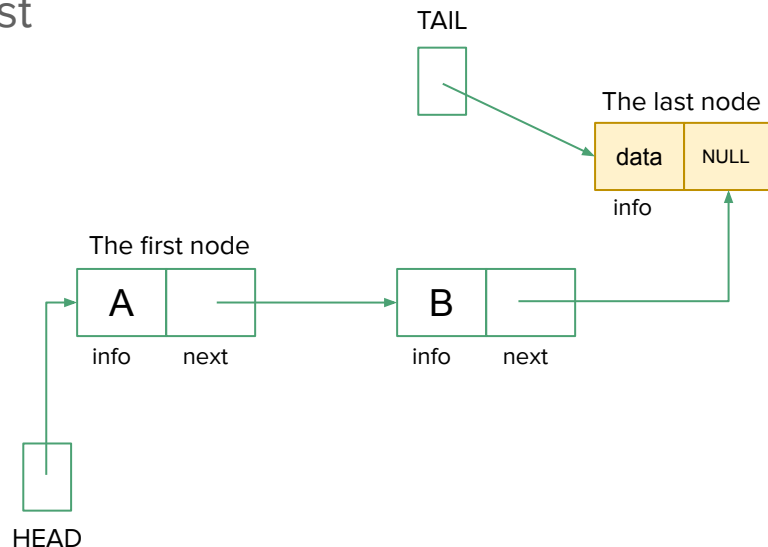 st
TAIL
The last node
data NULL
info
The first node
A B
info next info next
HEAD